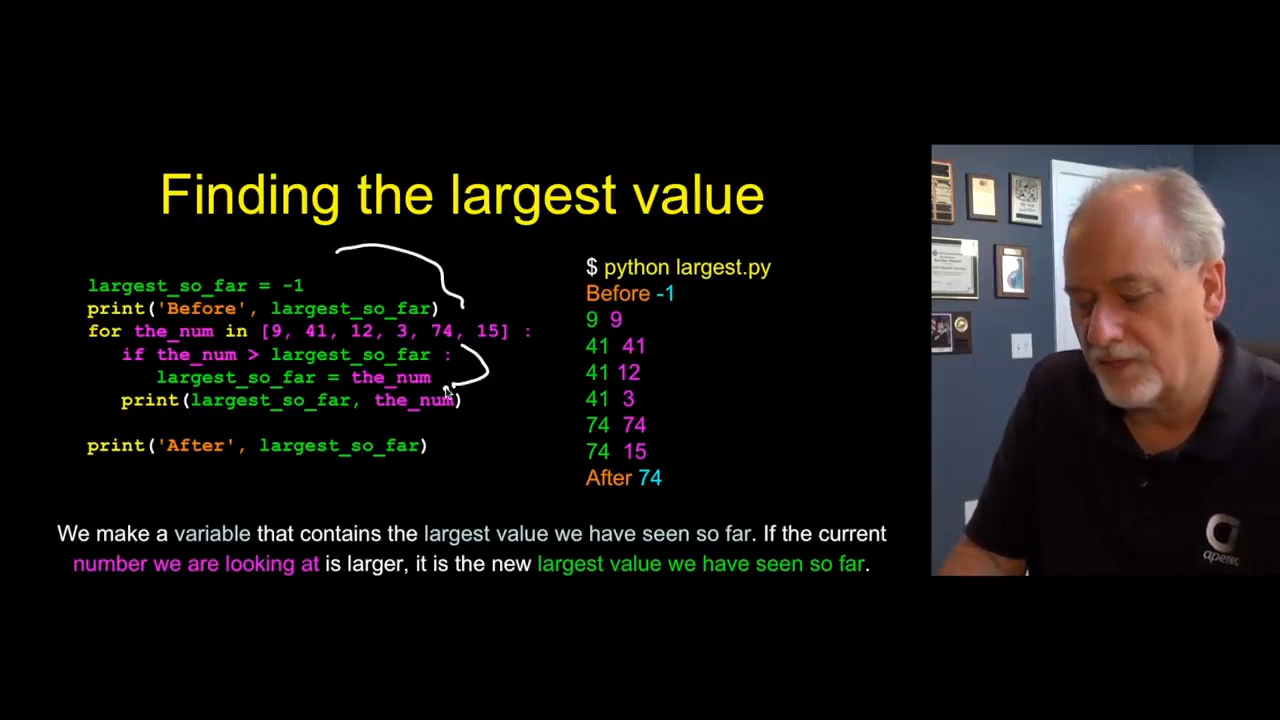 Finding the largest value
largest_so_far = -1
print('Before', largest_so_far)
for the_num in [9, 41, 12, 3, 74, 15] :
if the_num > largest_so_far :
largest_so_far = the_num
print(largest_so_far, the_num)
print('After', largest_so_far)
$ python largest.py
Before -1
9 9
41 41
41 12
41 3
74 74
74 15
After 74
We make a variable that contains the largest value we have seen so far. If the current
number we are looking at is larger, it is the new largest value we have seen so far.
apereo